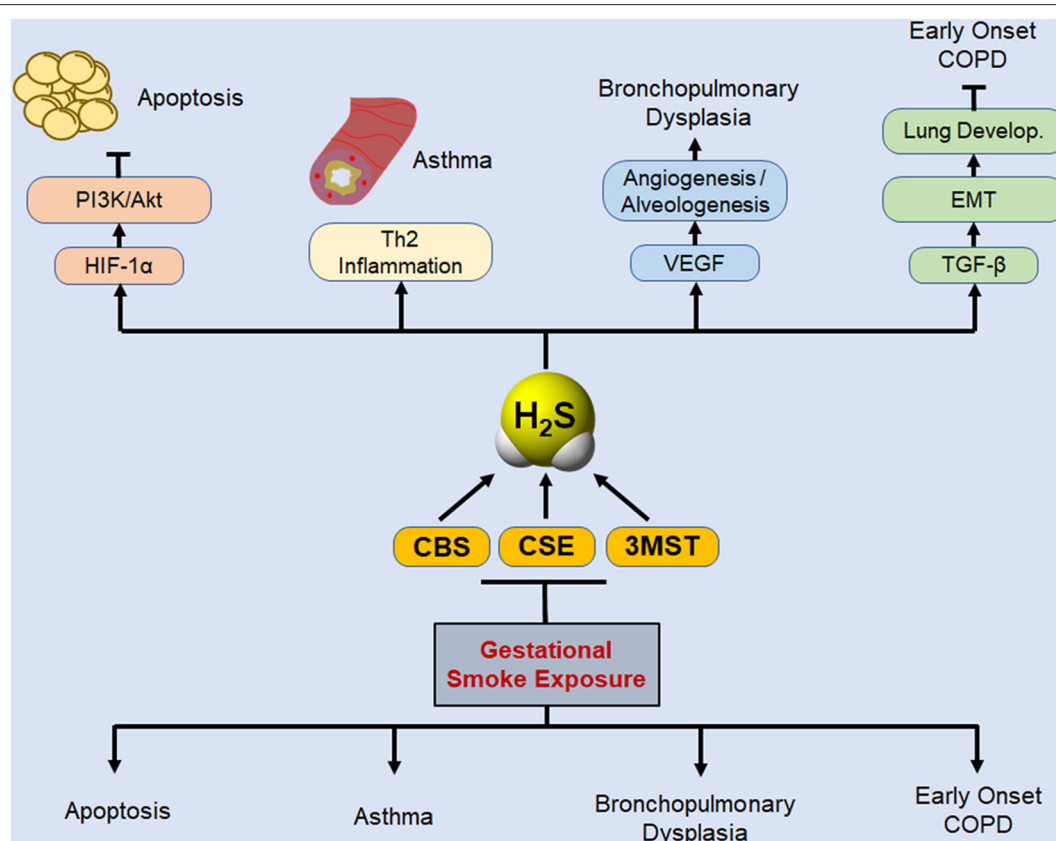 Early Onset
COPD
Apoptosis
Bronchopulmonary
Dysplasia
Asthma
Lung Develop.
PI3K/Akt
Angiogenesis /
Alveologenesis
EMT
HIF-1α
Th2
Inflammation
VEGF
TGF-β
H₂S
CBS
CSE
3MST
Gestational
Smoke Exposure
Apoptosis
Asthma
Bronchopulmonary
Dysplasia
Early Onset
COPD